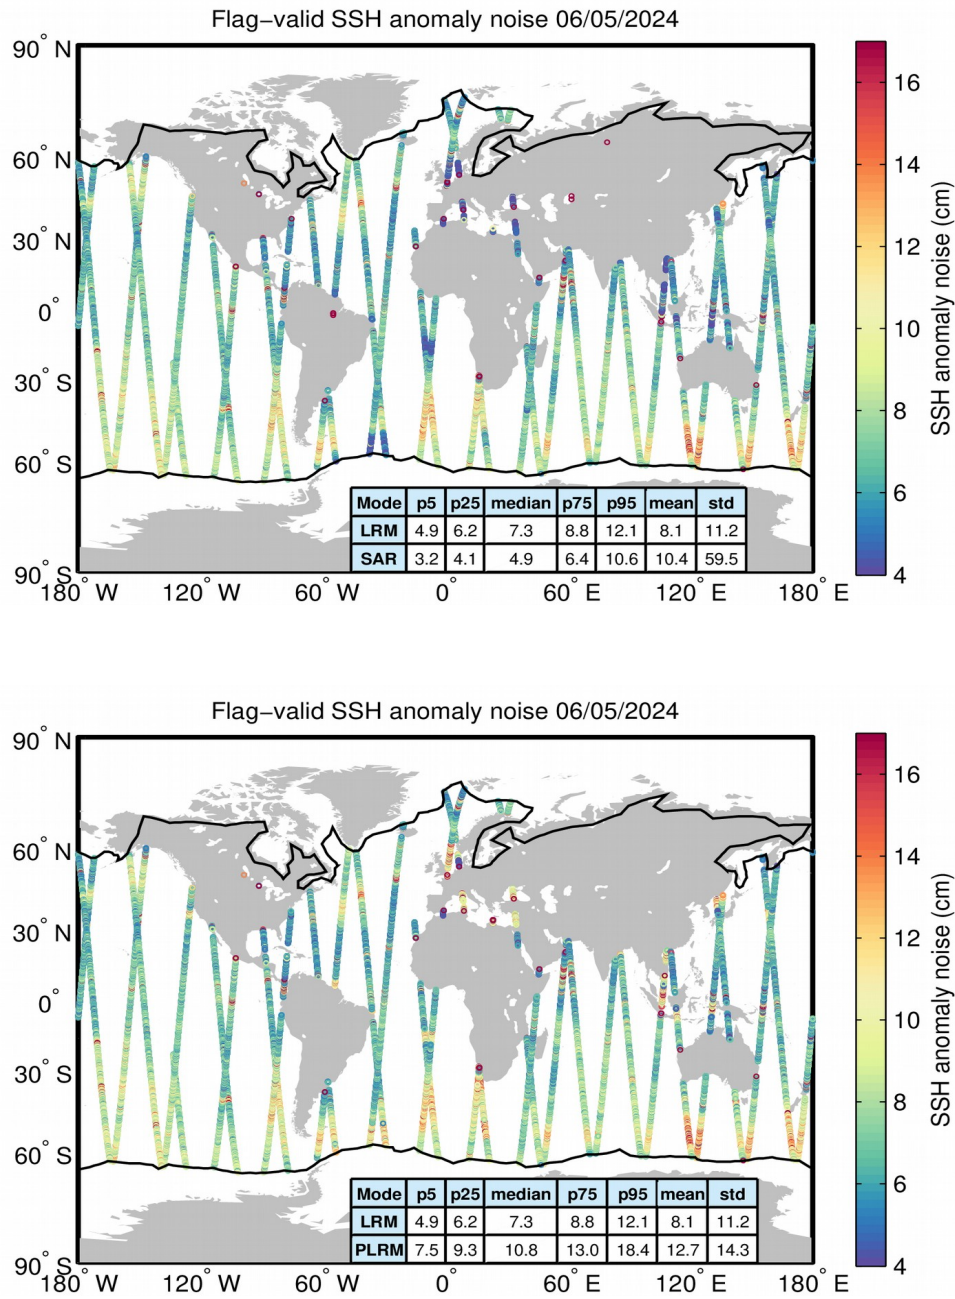 Flag−valid SSH anomaly noise 06/05/2024
90° N
60° N
30° N
0°
30° S
60° S
90° S
180° W
120° W
60° W
0°
60° E
120° E
180° E
Mode p5 p25 median p75 p95 mean std
LRM 4.9 6.2 7.3 8.8 12.1 8.1 11.2
SAR 3.2 4.1 4.9 6.4 10.6 10.4 59.5
16
14
12
10
8
6
4
SSH anomaly noise (cm)
Flag−valid SSH anomaly noise 06/05/2024
90° N
60° N
30° N
0°
30° S
60° S
90° S
180° W
120° W
60° W
0°
60° E
120° E
180° E
Mode p5 p25 median p75 p95 mean std
LRM 4.9 6.2 7.3 8.8 12.1 8.1 11.2
PLRM 7.5 9.3 10.8 13.0 18.4 12.7 14.3
16
14
12
10
8
6
4
SSH anomaly noise (cm)